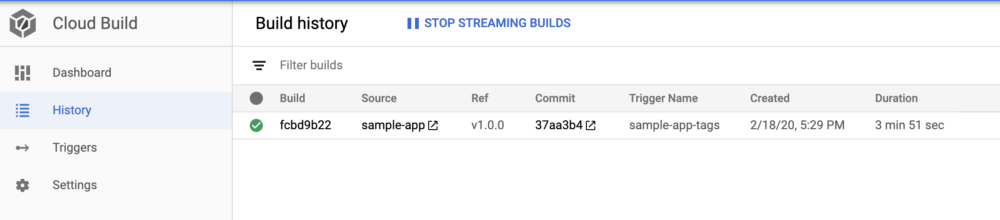 Cloud Build
Build history STOP STREAMING BUILDS
Dashboard
History
Triggers
Settings
Filter builds
Build Source Ref Commit Trigger Name Created Duration
fcbd9b22 sample-app v1.0.0 37aa3b4 sample-app-tags 2/18/20, 5:29 PM 3 min 51 sec